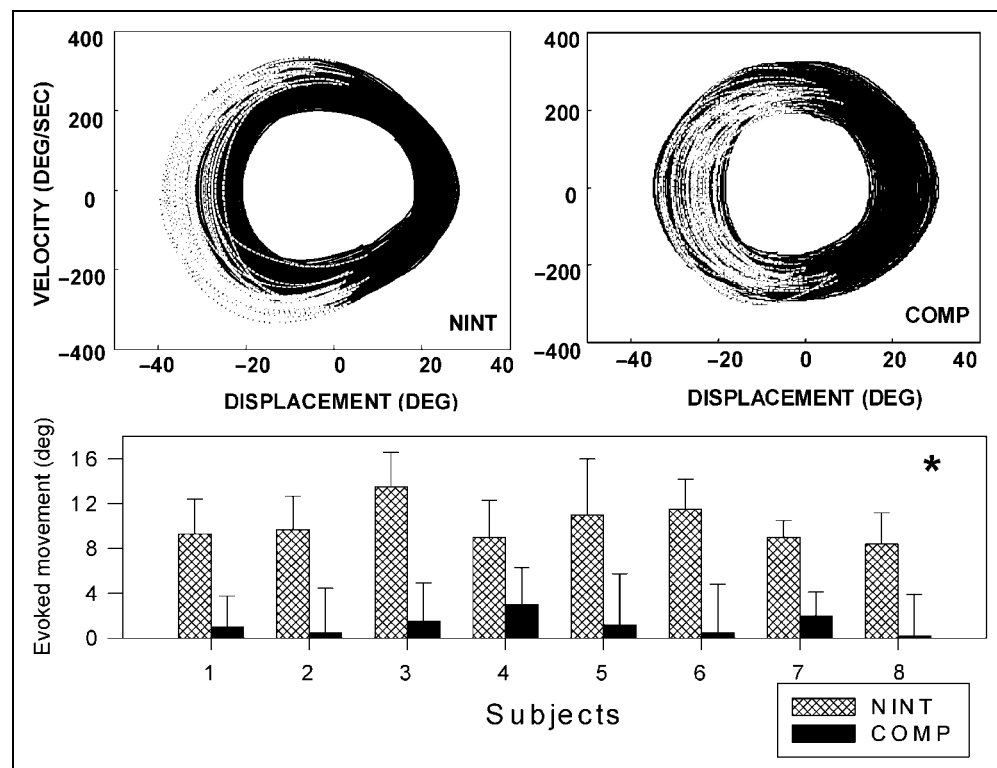 400
200
0
−200
−400
VELOCITY (DEG/SEC)
NINT
−40
−20
0
20
40
DISPLACEMENT (DEG)
400
200
0
−200
−400
COMP
−40
−20
0
20
40
DISPLACEMENT (DEG)
Evoked movement (deg)
16
12
8
4
0
*
1 2 3 4 5 6 7 8
Subjects
NINT
COMP